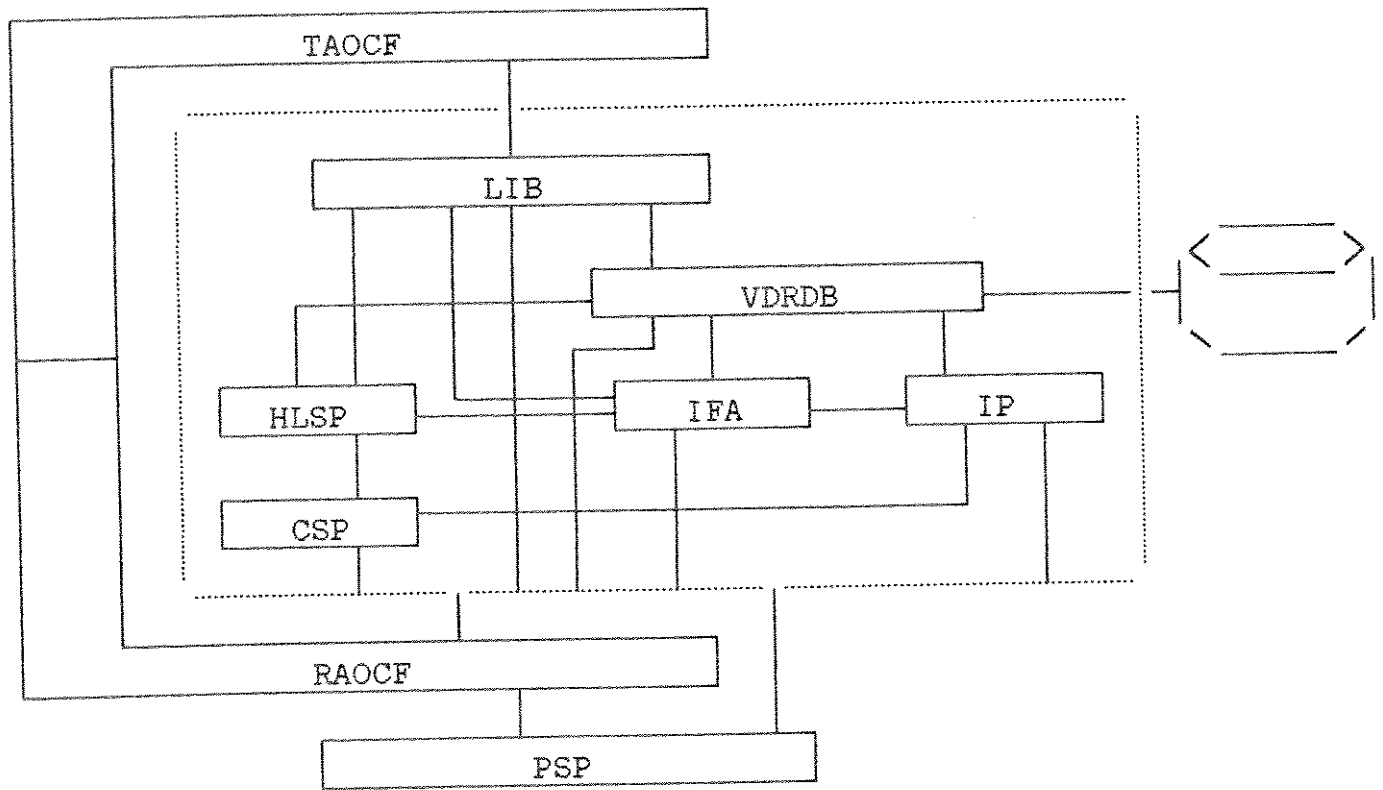 TAOCF
LIB
VDRDB
HLSP
IFA
IP
CSP
RAOCF
PSP